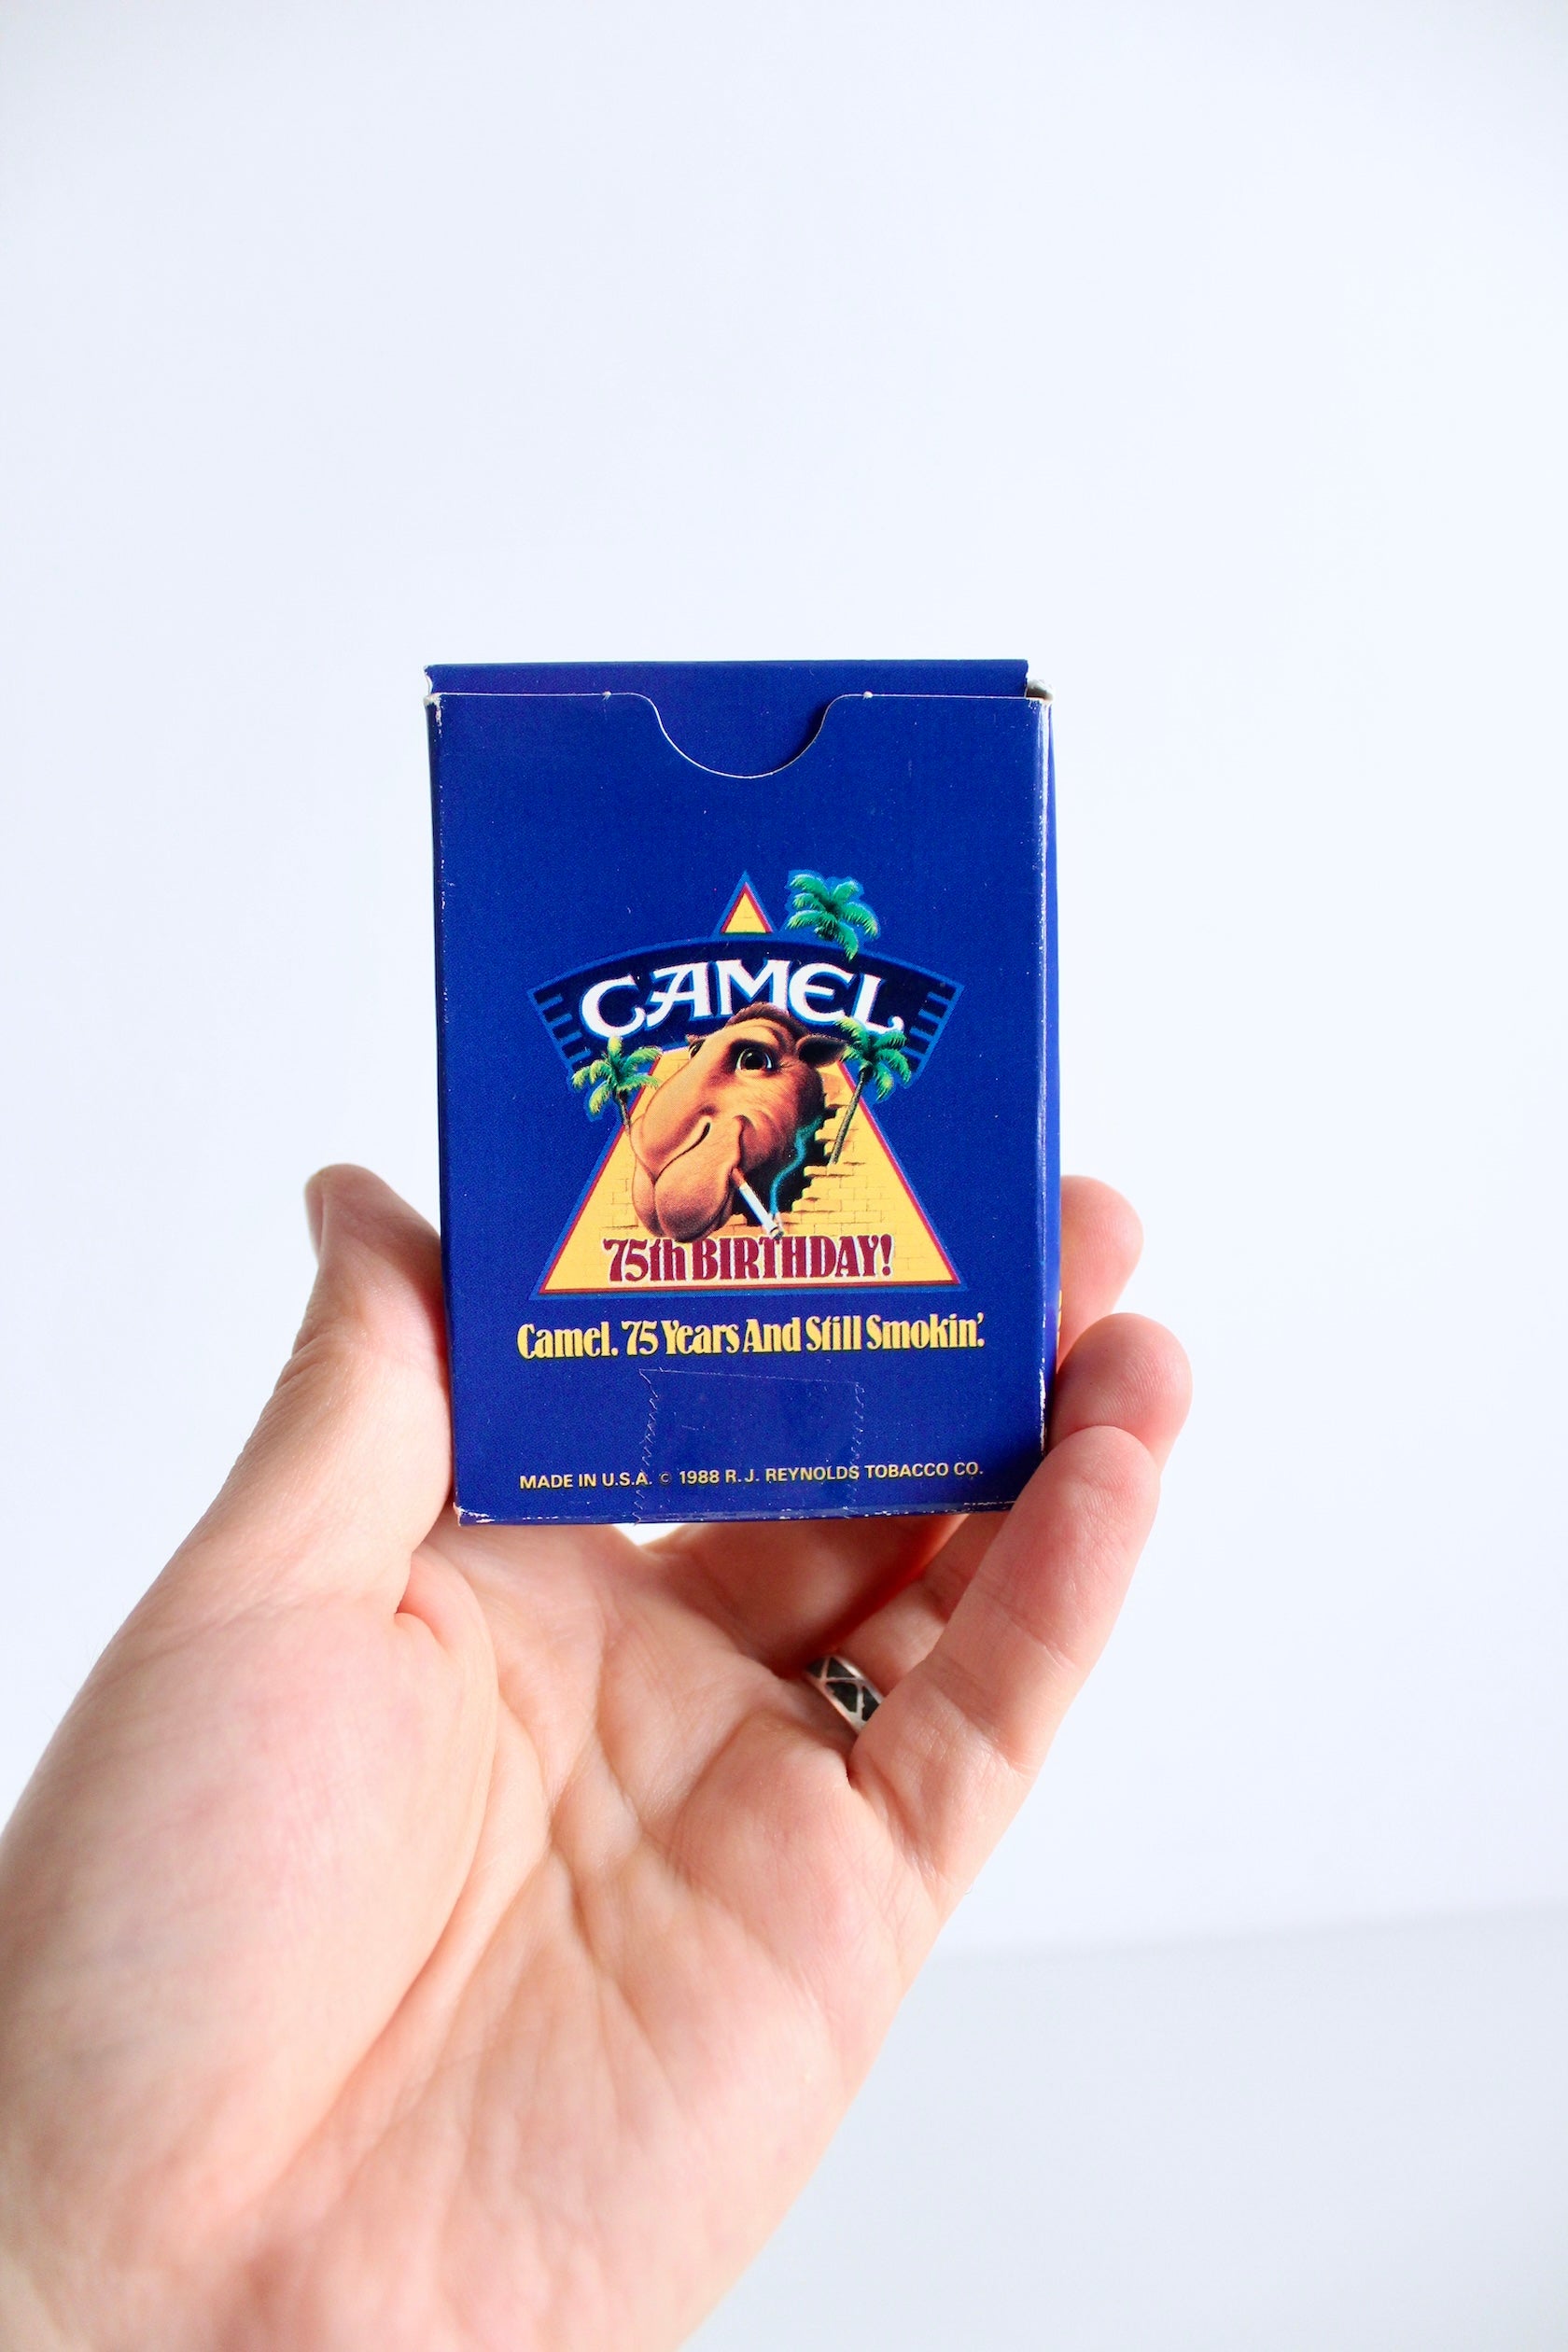 CAMEL
75th BIRTHDAY!
Camel. 75 Years And Still Smokin'.
MADE IN U.S.A. © 1988 R.J. REYNOLDS TOBACCO CO.